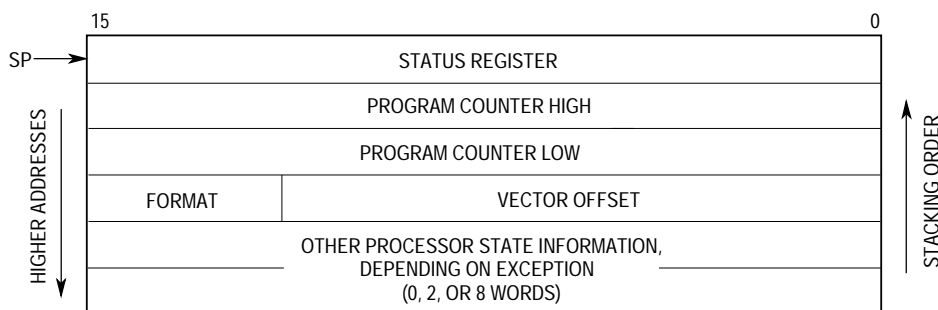 15 0
SP
STATUS REGISTER
PROGRAM COUNTER HIGH
PROGRAM COUNTER LOW
FORMAT VECTOR OFFSET
OTHER PROCESSOR STATE INFORMATION,
DEPENDING ON EXCEPTION
(0, 2, OR 8 WORDS)
HIGHER ADDRESSES
STACKING ORDER